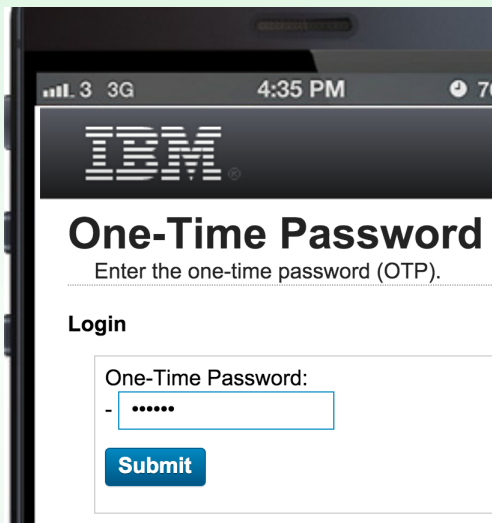 3 3G 4:35 PM
IBM®
One-Time Password
Enter the one-time password (OTP).
Login
One-Time Password:
- ••••••
Submit